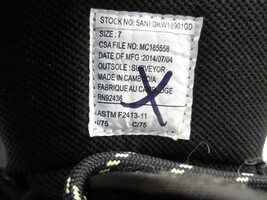 STOCK NO: 5ANFDKW18901GD
SIZE: 7
CSA FILE NO: MC185558
DATE OF MFG :2014/07/04
OUTSOLE : SURVEYOR
MADE IN CAMBODIA
FABRIQUE AU CAMBODGE
RN92436
ASTM F2413-11
I/75 C/75